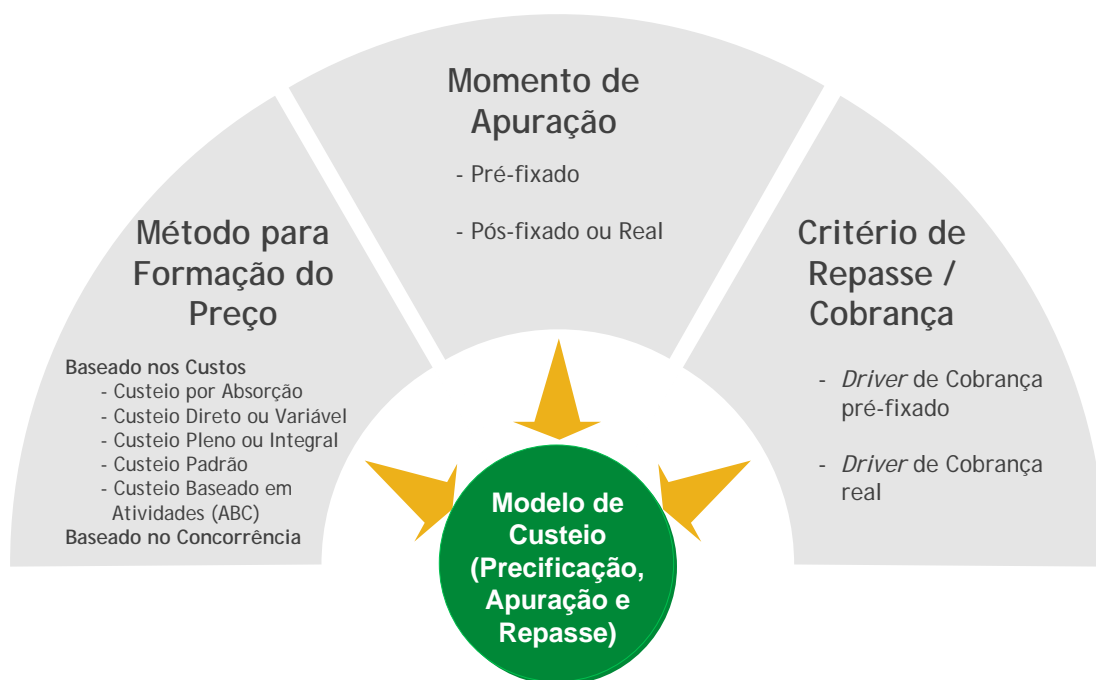 Método para
Formação do
Preço
Baseado nos Custos
- Custeio por Absorção
- Custeio Direto ou Variável
- Custeio Pleno ou Integral
- Custeio Padrão
- Custeio Baseado em
Atividades (ABC)
Baseado no Concorrência
Momento de
Apuração
- Pré-fixado
- Pós-fixado ou Real
Critério de
Repasse /
Cobrança
- Driver de Cobrança
pré-fixado
- Driver de Cobrança
real
Modelo de
Custeio
(Precificação,
Apuração e
Repasse)